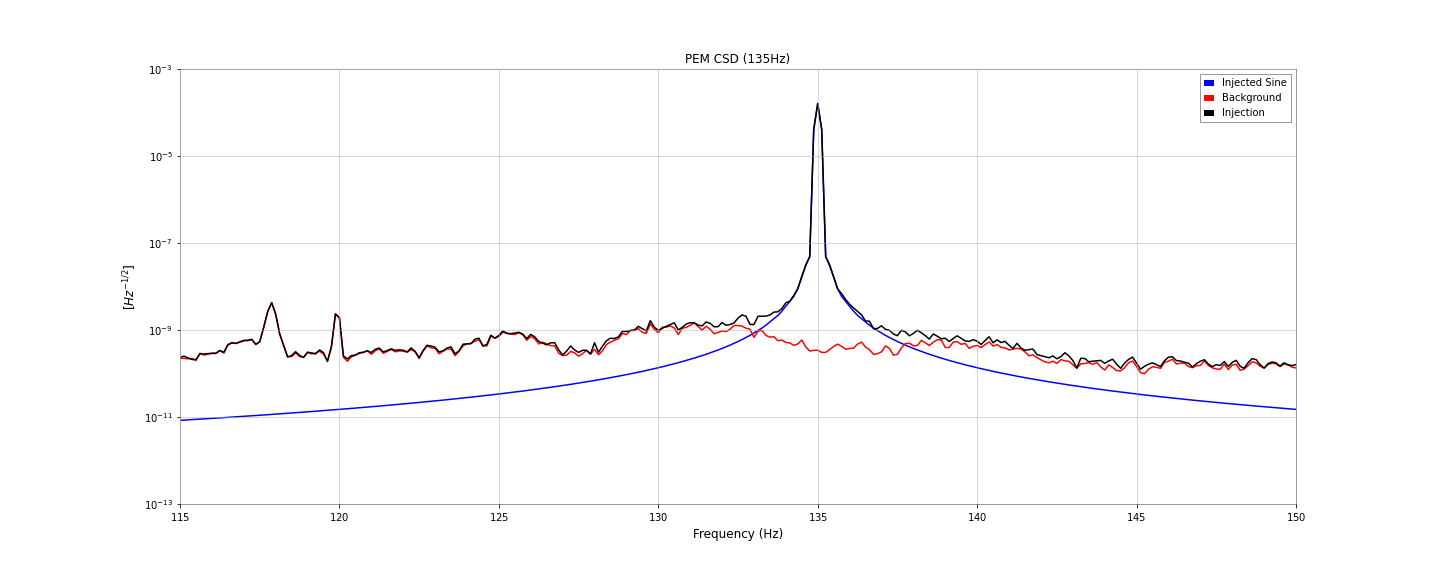 PEM CSD (135Hz)
Injected Sine
Background
Injection
10⁻³
10⁻⁵
10⁻⁷
10⁻⁹
10⁻¹¹
10⁻¹³
[Hz⁻¹/²]
115 120 125 130 135 140 145 150
Frequency (Hz)